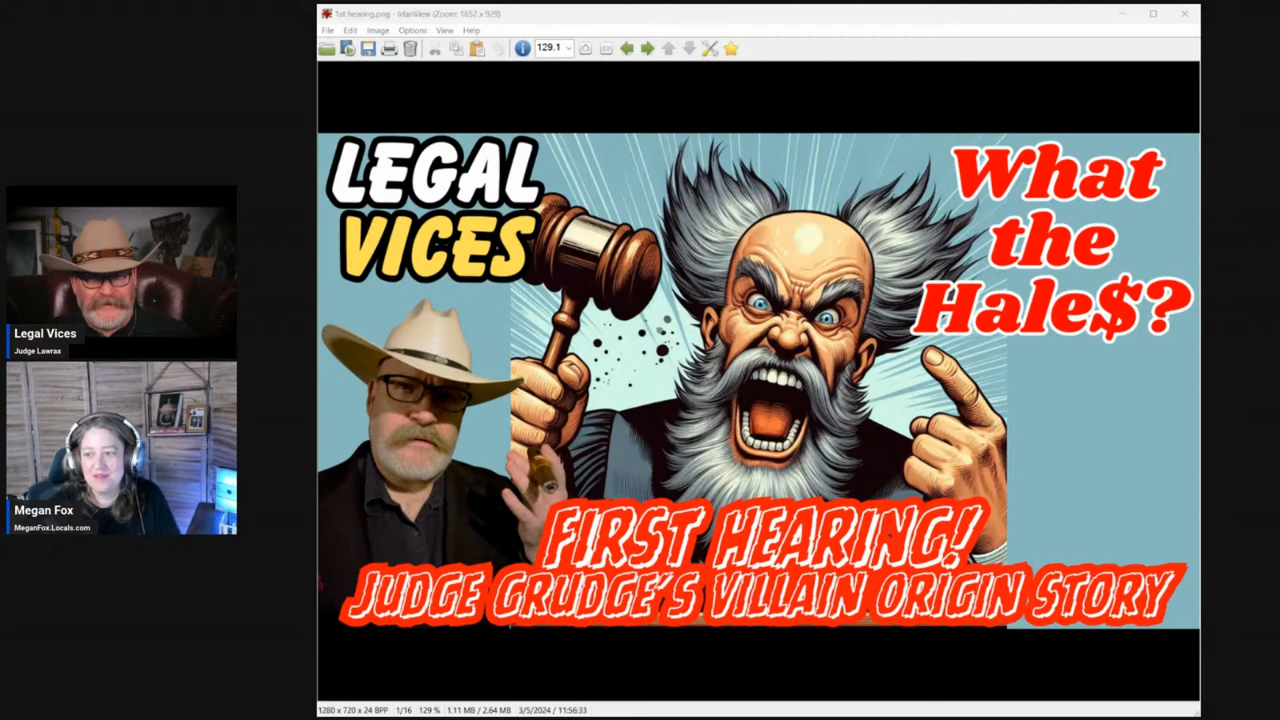 1st hearing.png - IrfanView (Zoom: 1652 x 929)
File Edit Image Options View Help
129.1
LEGAL
VICES
What
the
Hale$?
FIRST HEARING!
JUDGE GRUDGE'S VILLAIN ORIGIN STORY
Legal Vices
Judge Lawrax
Megan Fox
MeganFox.Locals.com
1280 x 720 x 24 BPP 1/16 129 % 1.11 MB / 2.64 MB 3/5/2024 / 11:56:33